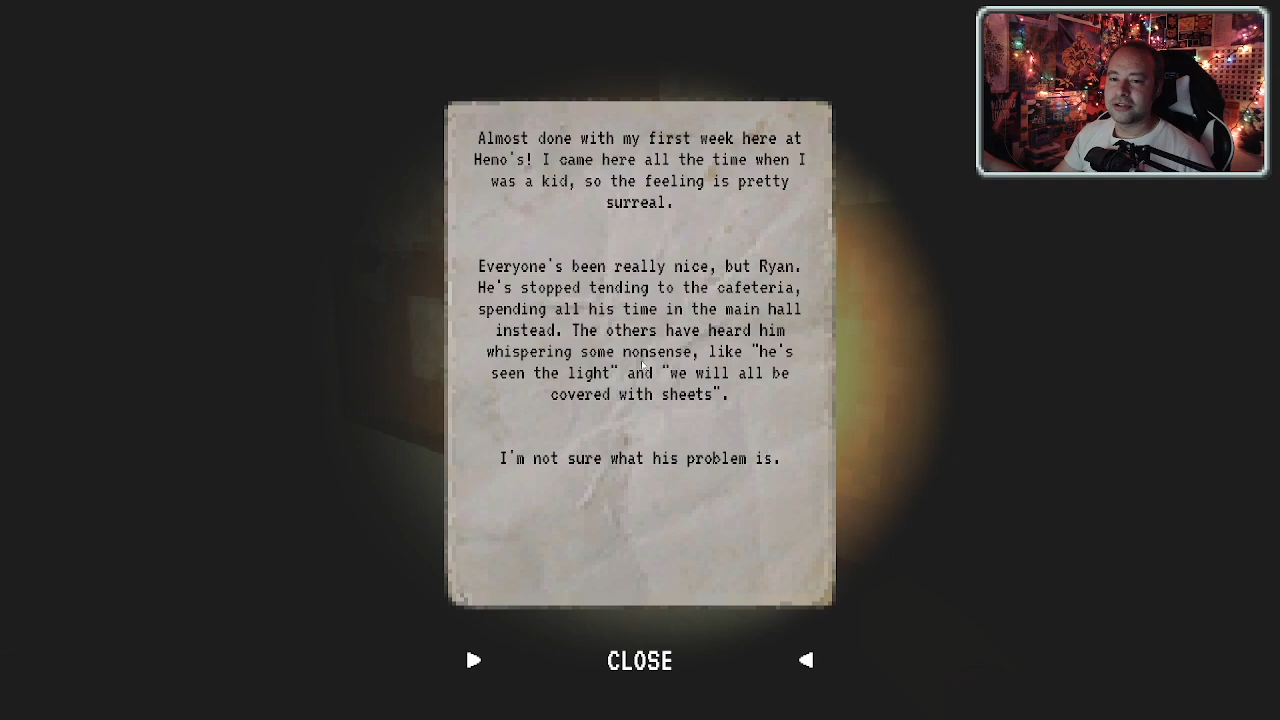 Almost done with my first week here at
Hemo's! I came here all the time when I
was a kid, so the feeling is pretty
surreal.
Everyone's been really nice, but Ryan.
He's stopped tending to the cafeteria,
spending all his time in the main hall
instead. The others have heard him
whispering some nonsense, like "he's
seen the light" and "we will all be
covered with sheets".
I'm not sure what his problem is.
CLOSE